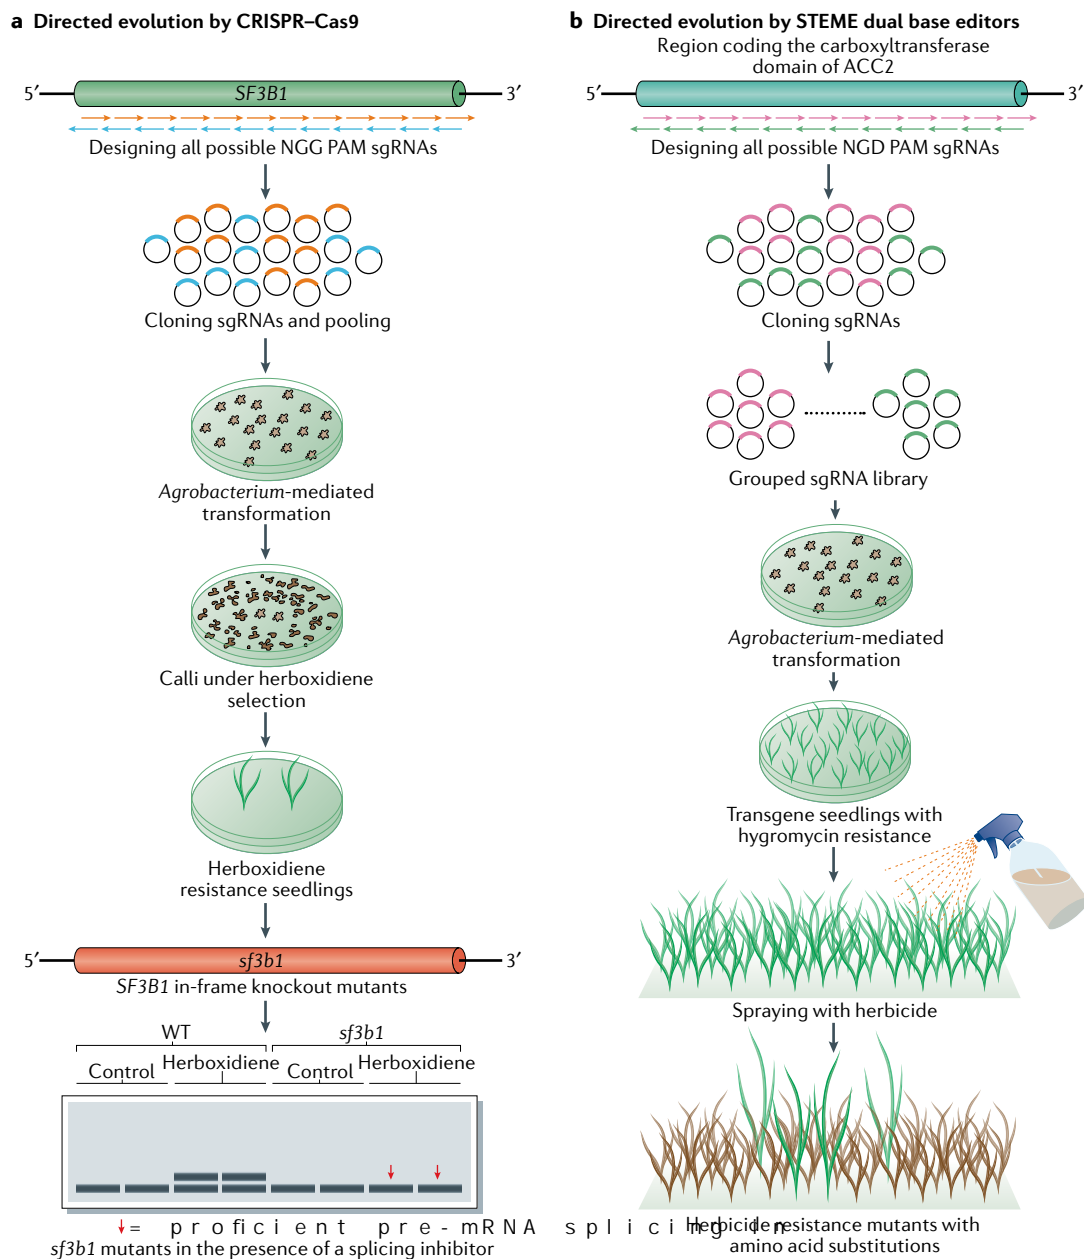 a Directed evolution by CRISPR–Cas9
5′
SF3B1
3′
Designing all possible NGG PAM sgRNAs
Cloning sgRNAs and pooling
Agrobacterium-mediated
transformation
Calli under herboxidiene
selection
Herboxidiene
resistance seedlings
5′
sf3b1
3′
SF3B1 in-frame knockout mutants
WT
sf3b1
Control
Herboxidiene
Control
Herboxidiene
= proficient pre-mRNA splicing in
sf3b1 mutants in the presence of a splicing inhibitor
b Directed evolution by STEME dual base editors
Region coding the carboxyltransferase
domain of ACC2
5′
3′
Designing all possible NGD PAM sgRNAs
Cloning sgRNAs
Grouped sgRNA library
Agrobacterium-mediated
transformation
Transgene seedlings with
hygromycin resistance
Spraying with herbicide
Herbicide resistance mutants with
amino acid substitutions